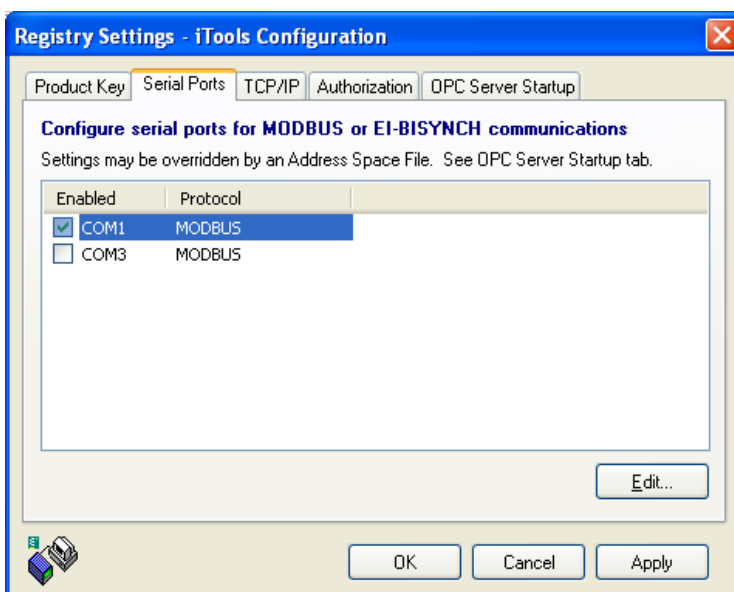 Registry Settings - iTools Configuration
Product Key Serial Ports TCP/IP Authorization OPC Server Startup
Configure serial ports for MODBUS or EI-BISYNCH communications
Settings may be overridden by an Address Space File. See OPC Server Startup tab.
Enabled Protocol
COM1 MODBUS
COM3 MODBUS
Edit...
OK Cancel Apply